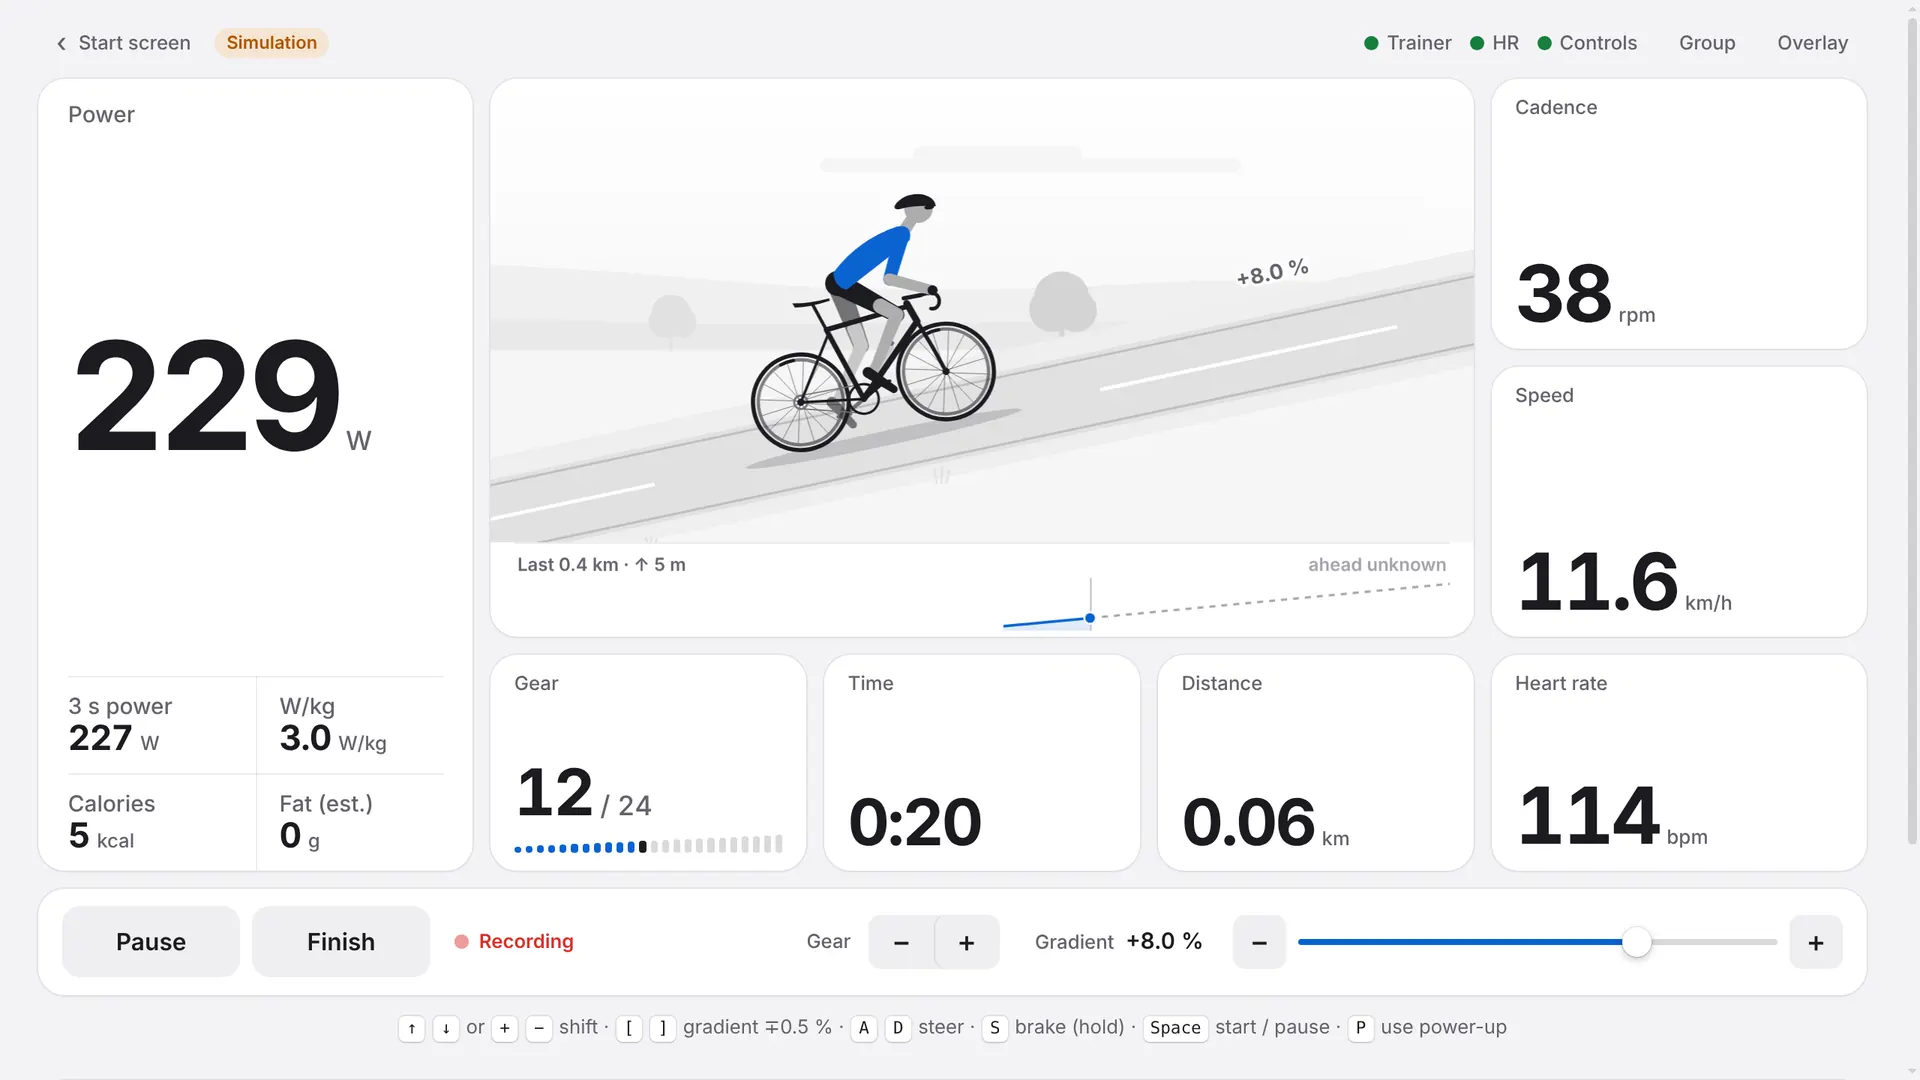 Start screen
Simulation
Trainer
HR
Controls
Group
Overlay
Power
229 W
3 s power
227 W
W/kg
3.0 W/kg
Calories
5 kcal
Fat (est.)
0 g
+8.0 %
Last 0.4 km · ↑ 5 m
ahead unknown
Cadence
38 rpm
Speed
11.6 km/h
Gear
12 / 24
Time
0:20
Distance
0.06 km
Heart rate
114 bpm
Pause
Finish
Recording
Gear
−
+
Gradient +8.0 %
−
+
↑ ↓ or + − shift · [ ] gradient ∓0.5 % · A D steer · S brake (hold) · Space start / pause · P use power-up